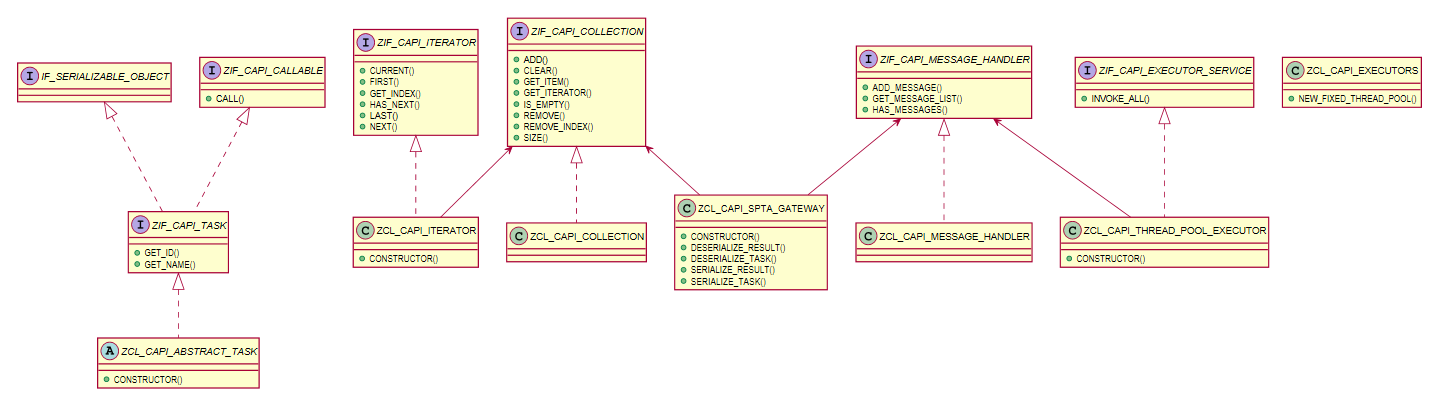 I IF_SERIALIZABLE_OBJECT
I ZIF_CAPI_CALLABLE
CALL()
I ZIF_CAPI_ITERATOR
CURRENT()
FIRST()
GET_INDEX()
HAS_NEXT()
LAST()
NEXT()
I ZIF_CAPI_COLLECTION
ADD()
CLEAR()
GET_ITEM()
GET_ITERATOR()
IS_EMPTY()
REMOVE()
REMOVE_INDEX()
SIZE()
I ZIF_CAPI_MESSAGE_HANDLER
ADD_MESSAGE()
GET_MESSAGE_LIST()
HAS_MESSAGES()
I ZIF_CAPI_EXECUTOR_SERVICE
INVOKE_ALL()
C ZCL_CAPI_EXECUTORS
NEW_FIXED_THREAD_POOL()
I ZIF_CAPI_TASK
GET_ID()
GET_NAME()
C ZCL_CAPI_ITERATOR
CONSTRUCTOR()
C ZCL_CAPI_COLLECTION
C ZCL_CAPI_SPTA_GATEWAY
CONSTRUCTOR()
DESERIALIZE_RESULT()
DESERIALIZE_TASK()
SERIALIZE_RESULT()
SERIALIZE_TASK()
C ZCL_CAPI_MESSAGE_HANDLER
C ZCL_CAPI_THREAD_POOL_EXECUTOR
CONSTRUCTOR()
A ZCL_CAPI_ABSTRACT_TASK
CONSTRUCTOR()